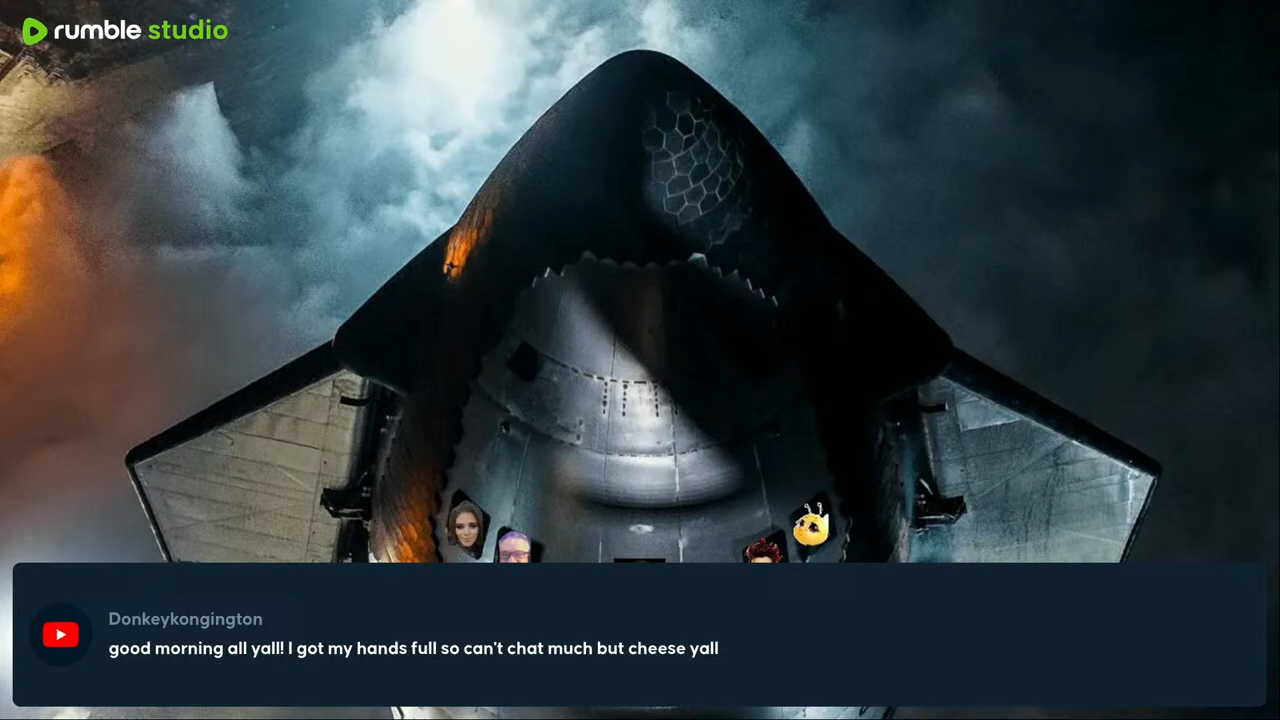 rumble studio
Donkeykongington
good morning all yall! I got my hands full so can't chat much but cheese yall